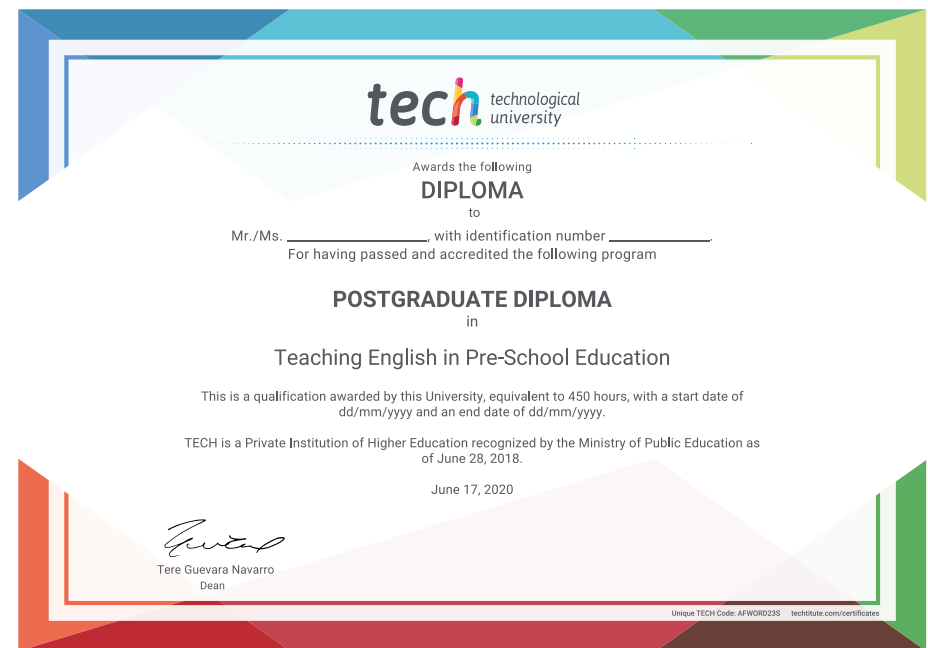 tech technological
university
Awards the following
DIPLOMA
to
Mr./Ms. ____________________, with identification number ______________.
For having passed and accredited the following program
POSTGRADUATE DIPLOMA
in
Teaching English in Pre-School Education
This is a qualification awarded by this University, equivalent to 450 hours, with a start date of
dd/mm/yyyy and an end date of dd/mm/yyyy.
TECH is a Private Institution of Higher Education recognized by the Ministry of Public Education as
of June 28, 2018.
June 17, 2020
Tere Guevara Navarro
Dean
Unique TECH Code: AFWORD23S techtitute.com/certificates